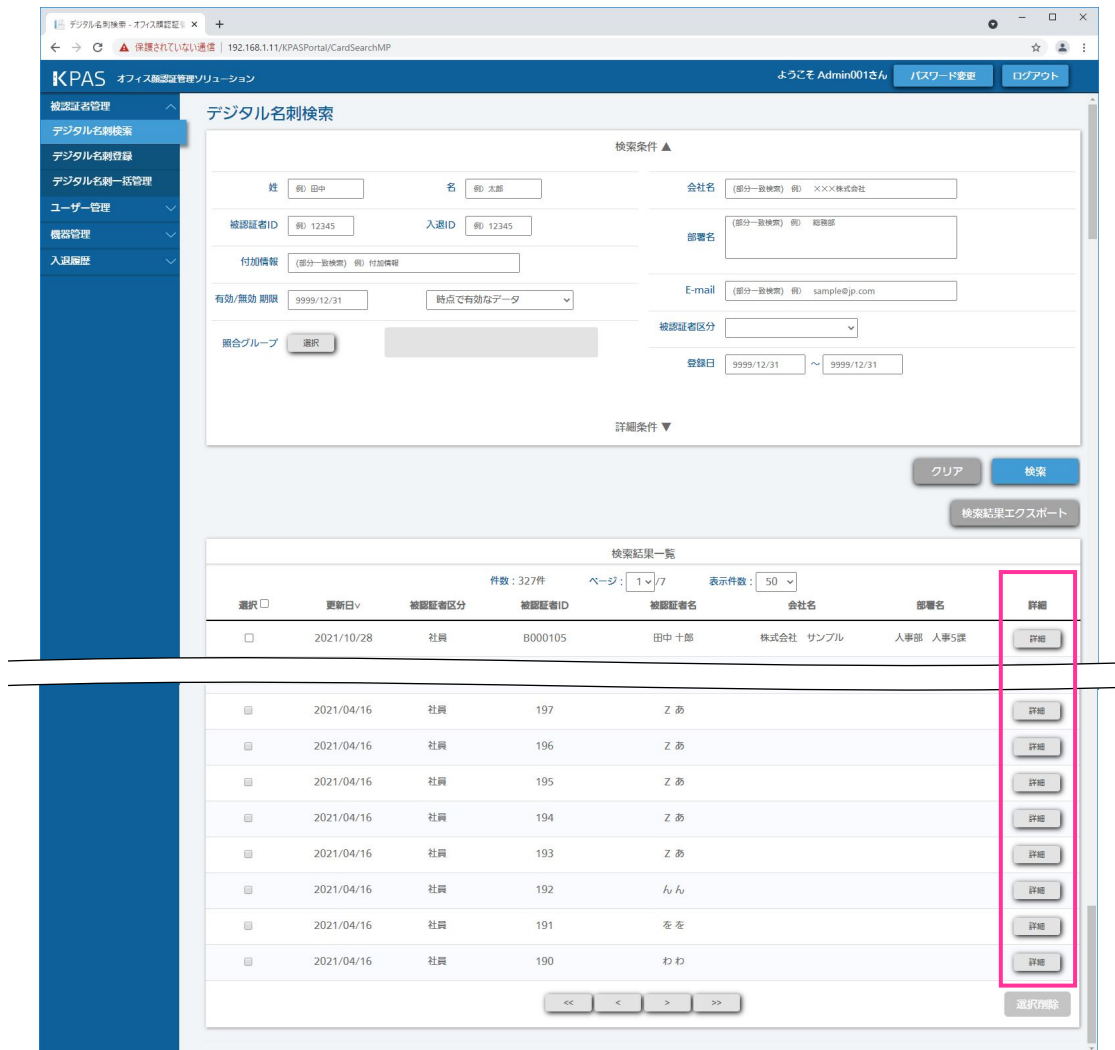 デジタル名刺検索 - オフィス顔認証 × +
保護されていない通信 | 192.168.1.11/KPASPortal/CardSearchMP
KPAS オフィス顔認証管理ソリューション ようこそ Admin001さん パスワード変更 ログアウト
被認証者管理
デジタル名刺検索
デジタル名刺登録
デジタル名刺一括管理
ユーザー管理
機器管理
入退履歴
デジタル名刺検索
検索条件 ▲
姓 例）田中 名 例）太郎 会社名 (部分一致検索) 例） ×××株式会社
被認証者ID 例）12345 入退ID 例）12345 部署名 (部分一致検索) 例） 総務部
付加情報 (部分一致検索) 例）付加情報
E-mail (部分一致検索) 例） sample@jp.com
有効/無効 期限 9999/12/31 時点で有効なデータ
被認証者区分
照合グループ 選択
登録日 9999/12/31 ～ 9999/12/31
詳細条件 ▼
クリア 検索
検索結果エクスポート
検索結果一覧
件数 : 327件 ページ : 1 /7 表示件数 : 50
選択 更新日∨ 被認証者区分 被認証者ID 被認証者名 会社名 部署名 詳細
2021/10/28 社員 B000105 田中 十郎 株式会社 サンプル 人事部 人事5課 詳細
2021/04/16 社員 197 Z あ 詳細
2021/04/16 社員 196 Z あ 詳細
2021/04/16 社員 195 Z あ 詳細
2021/04/16 社員 194 Z あ 詳細
2021/04/16 社員 193 Z あ 詳細
2021/04/16 社員 192 ん ん 詳細
2021/04/16 社員 191 を を 詳細
2021/04/16 社員 190 わ わ 詳細
<< < > >> 選択削除